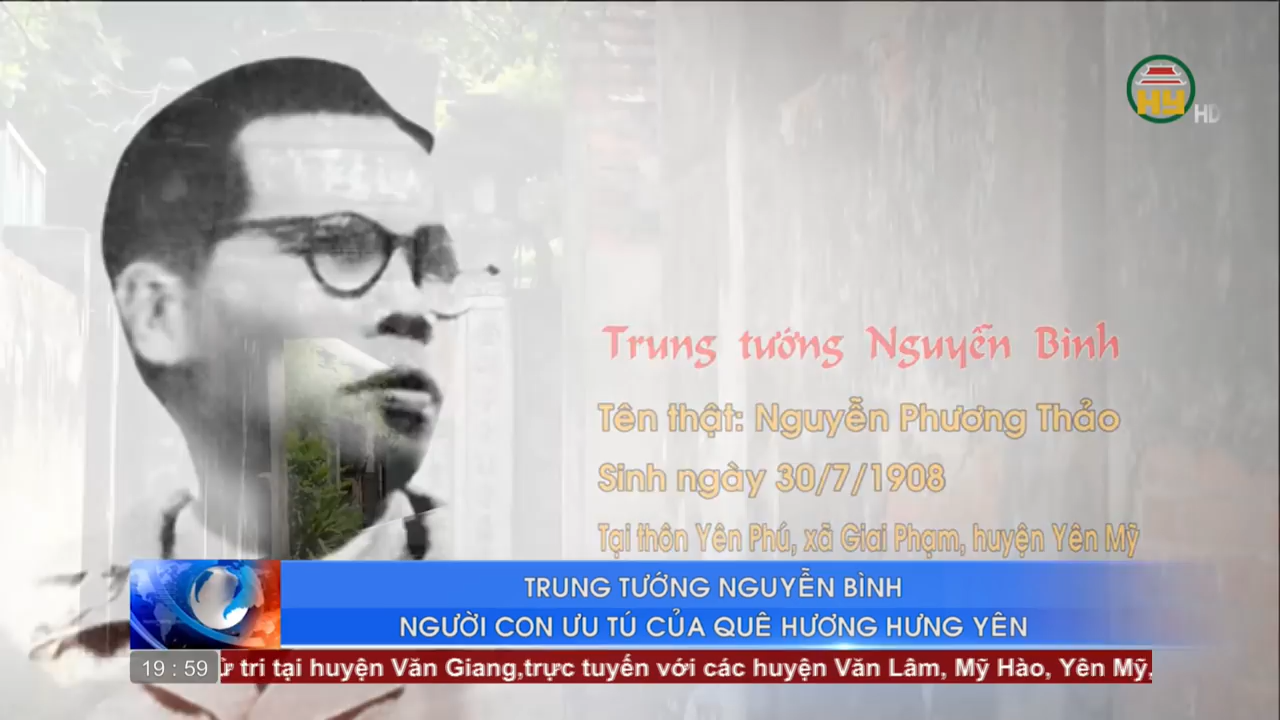 HY HD
Trung tướng Nguyễn Bình
Tên thật: Nguyễn Phương Thảo
Sinh ngày 30/7/1908
Tại thôn Yên Phú, xã Giai Phạm, huyện Yên Mỹ
TRUNG TƯỚNG NGUYỄN BÌNH
NGƯỜI CON ƯU TÚ CỦA QUÊ HƯƠNG HƯNG YÊN
19 : 59 tri tại huyện Văn Giang,trực tuyến với các huyện Văn Lâm, Mỹ Hào, Yên Mỹ,